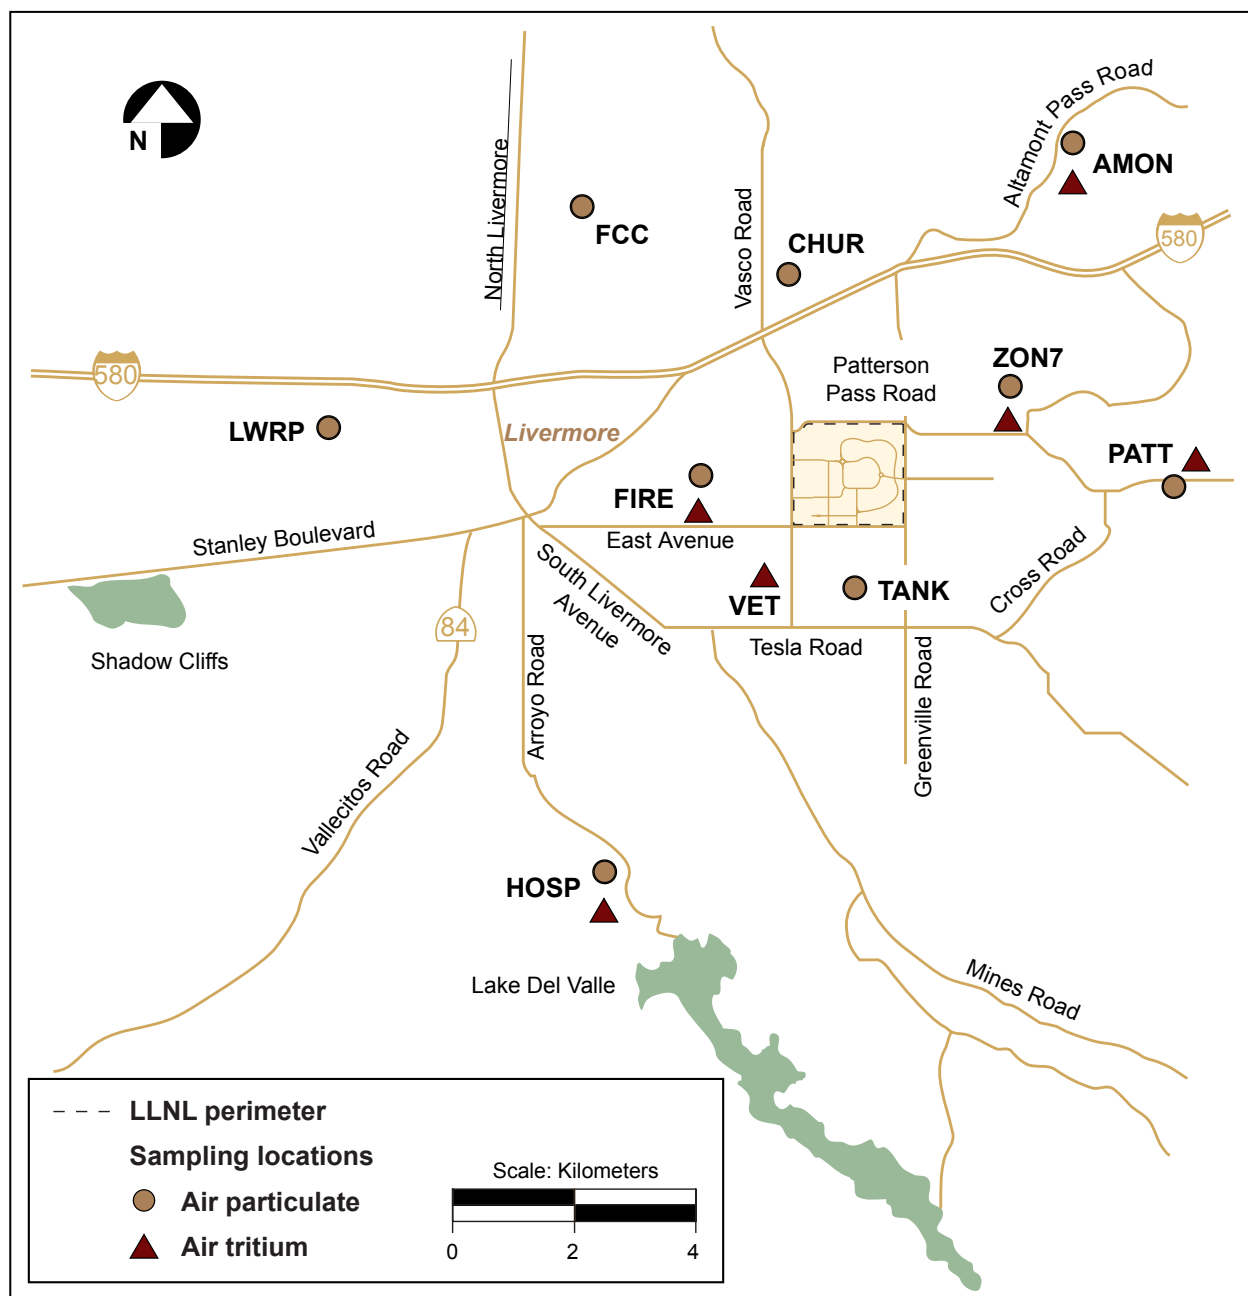 N
North Livermore
Vasco Road
Altamont Pass Road
AMON
FCC
CHUR
580
580
ZON7
Patterson
Pass Road
LWRP
Livermore
PATT
FIRE
Stanley Boulevard
East Avenue
South Livermore
Avenue
VET
TANK
Cross Road
84
Shadow Cliffs
Tesla Road
Arroyo Road
Greenville Road
Vallecitos Road
HOSP
Lake Del Valle
Mines Road
LLNL perimeter
Sampling locations
Air particulate
Air tritium
Scale: Kilometers
0 2 4